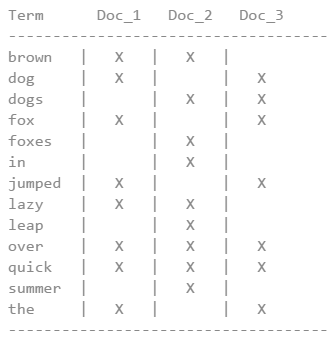 Term      Doc_1   Doc_2   Doc_3
------------------------------------
brown   |   X   |   X   |
dog     |   X   |       |   X
dogs    |       |   X   |   X
fox     |   X   |       |   X
foxes   |       |   X   |
in      |       |   X   |
jumped  |   X   |       |   X
lazy    |   X   |   X   |
leap    |       |   X   |
over    |   X   |   X   |   X
quick   |   X   |   X   |   X
summer  |       |   X   |
the     |   X   |       |   X
------------------------------------